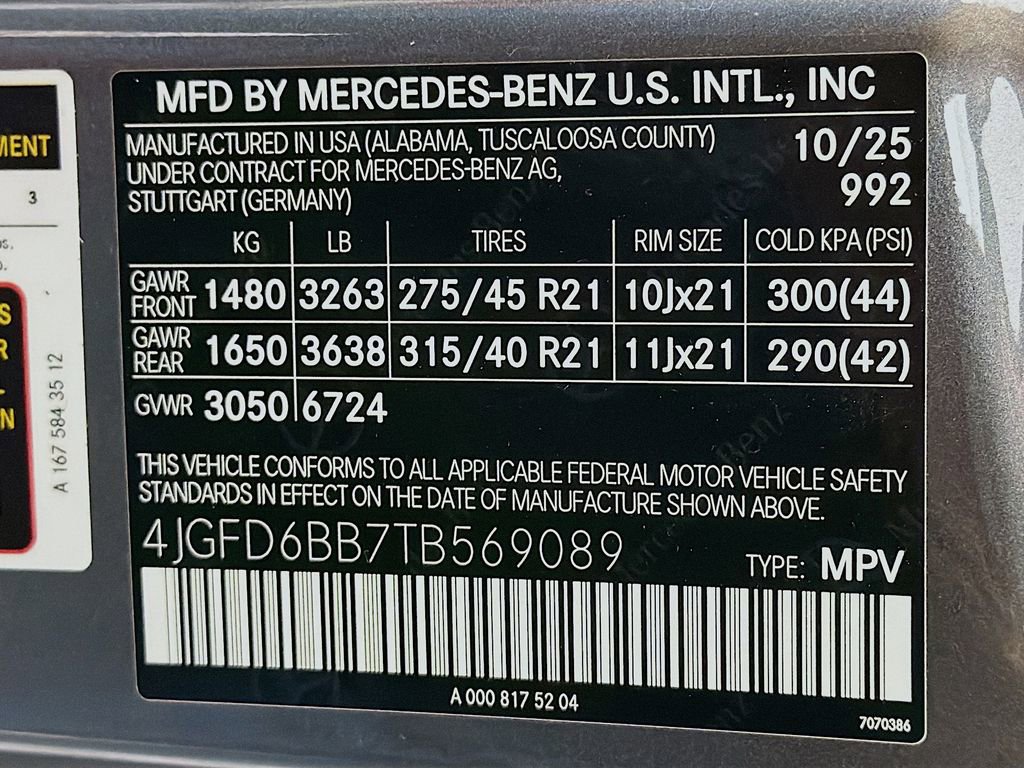 MFD BY MERCEDES-BENZ U.S. INTL., INC
MANUFACTURED IN USA (ALABAMA, TUSCALOOSA COUNTY) 10/25
UNDER CONTRACT FOR MERCEDES-BENZ AG, 992
STUTTGART (GERMANY)
KG LB TIRES RIM SIZE COLD KPA (PSI)
GAWR FRONT 1480 3263 275/45 R21 10Jx21 300(44)
GAWR REAR 1650 3638 315/40 R21 11Jx21 290(42)
GVWR 3050 6724
THIS VEHICLE CONFORMS TO ALL APPLICABLE FEDERAL MOTOR VEHICLE SAFETY
STANDARDS IN EFFECT ON THE DATE OF MANUFACTURE SHOWN ABOVE.
4JGFD6BB7TB569089 TYPE: MPV
A 000 817 52 04
7070386
3
A 167 584 35 12